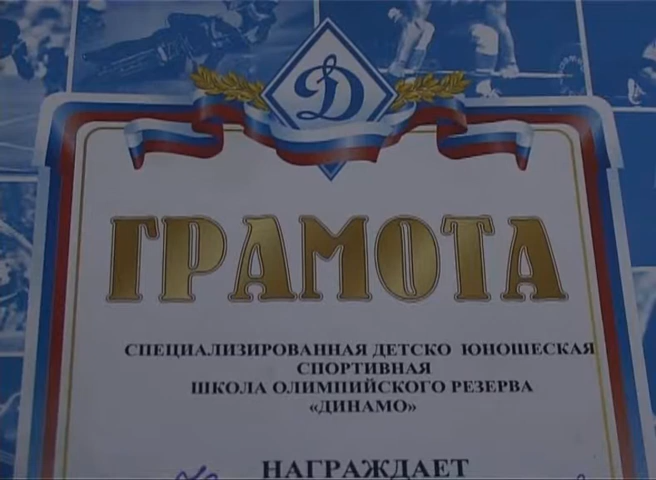 Д
ГРАМОТА
СПЕЦИАЛИЗИРОВАННАЯ ДЕТСКО ЮНОШЕСКАЯ
СПОРТИВНАЯ
ШКОЛА ОЛИМПИЙСКОГО РЕЗЕРВА
«ДИНАМО»
НАГРАЖДАЕТ